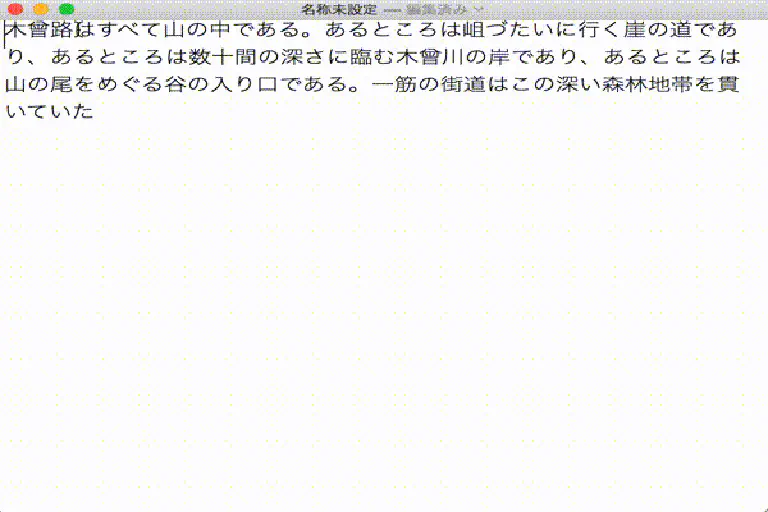 名称未設定 — 編集済み
木曾路はすべて山の中である。あるところは岨づたいに行く崖の道であ
り、あるところは数十間の深さに臨む木曾川の岸であり、あるところは
山の尾をめぐる谷の入り口である。一筋の街道はこの深い森林地帯を貫
いていた